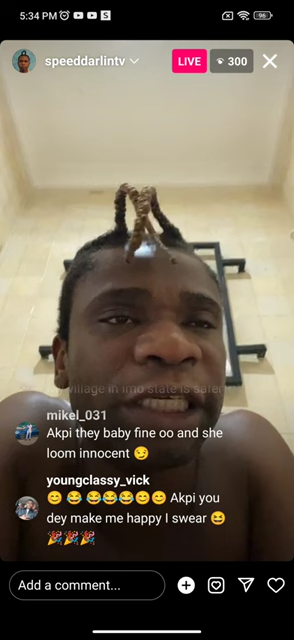 5:34 PM
96
speeddarlintv
LIVE
300
village in imo state is safer
mikel_031
Akpi they baby fine oo and she
loom innocent 😏
youngclassy_vick
😊 😂 😂😂😂😊😊 Akpi you
dey make me happy I swear 😆
🎉🎉🎉
Add a comment...